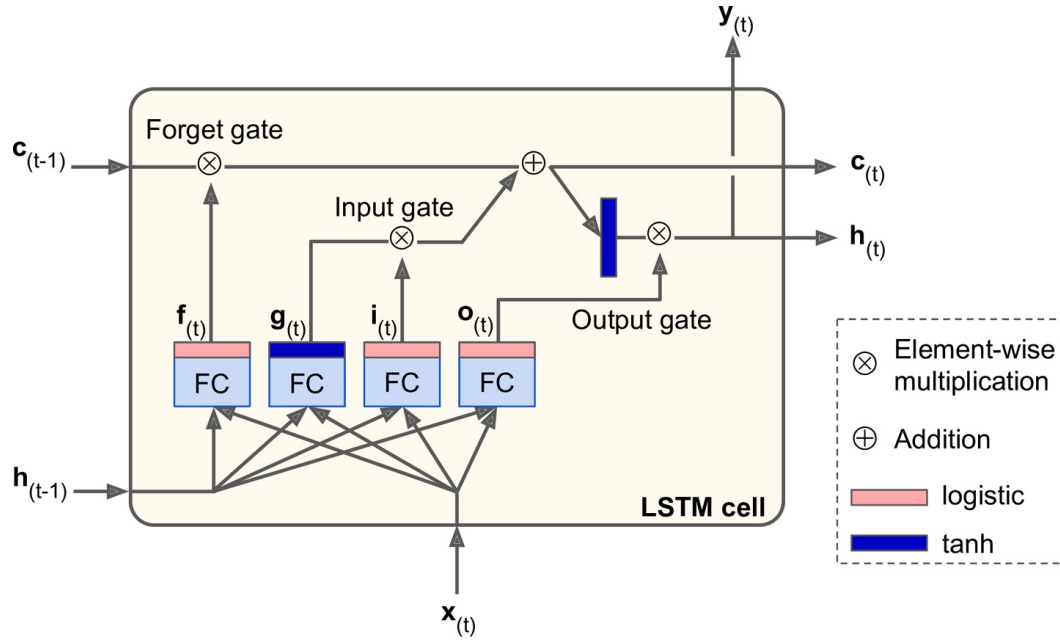 y(t)
Forget gate
c(t-1)
c(t)
Input gate
h(t)
f(t) g(t) i(t) o(t)
Output gate
FC FC FC FC
h(t-1)
LSTM cell
x(t)
Element-wise
multiplication
Addition
logistic
tanh